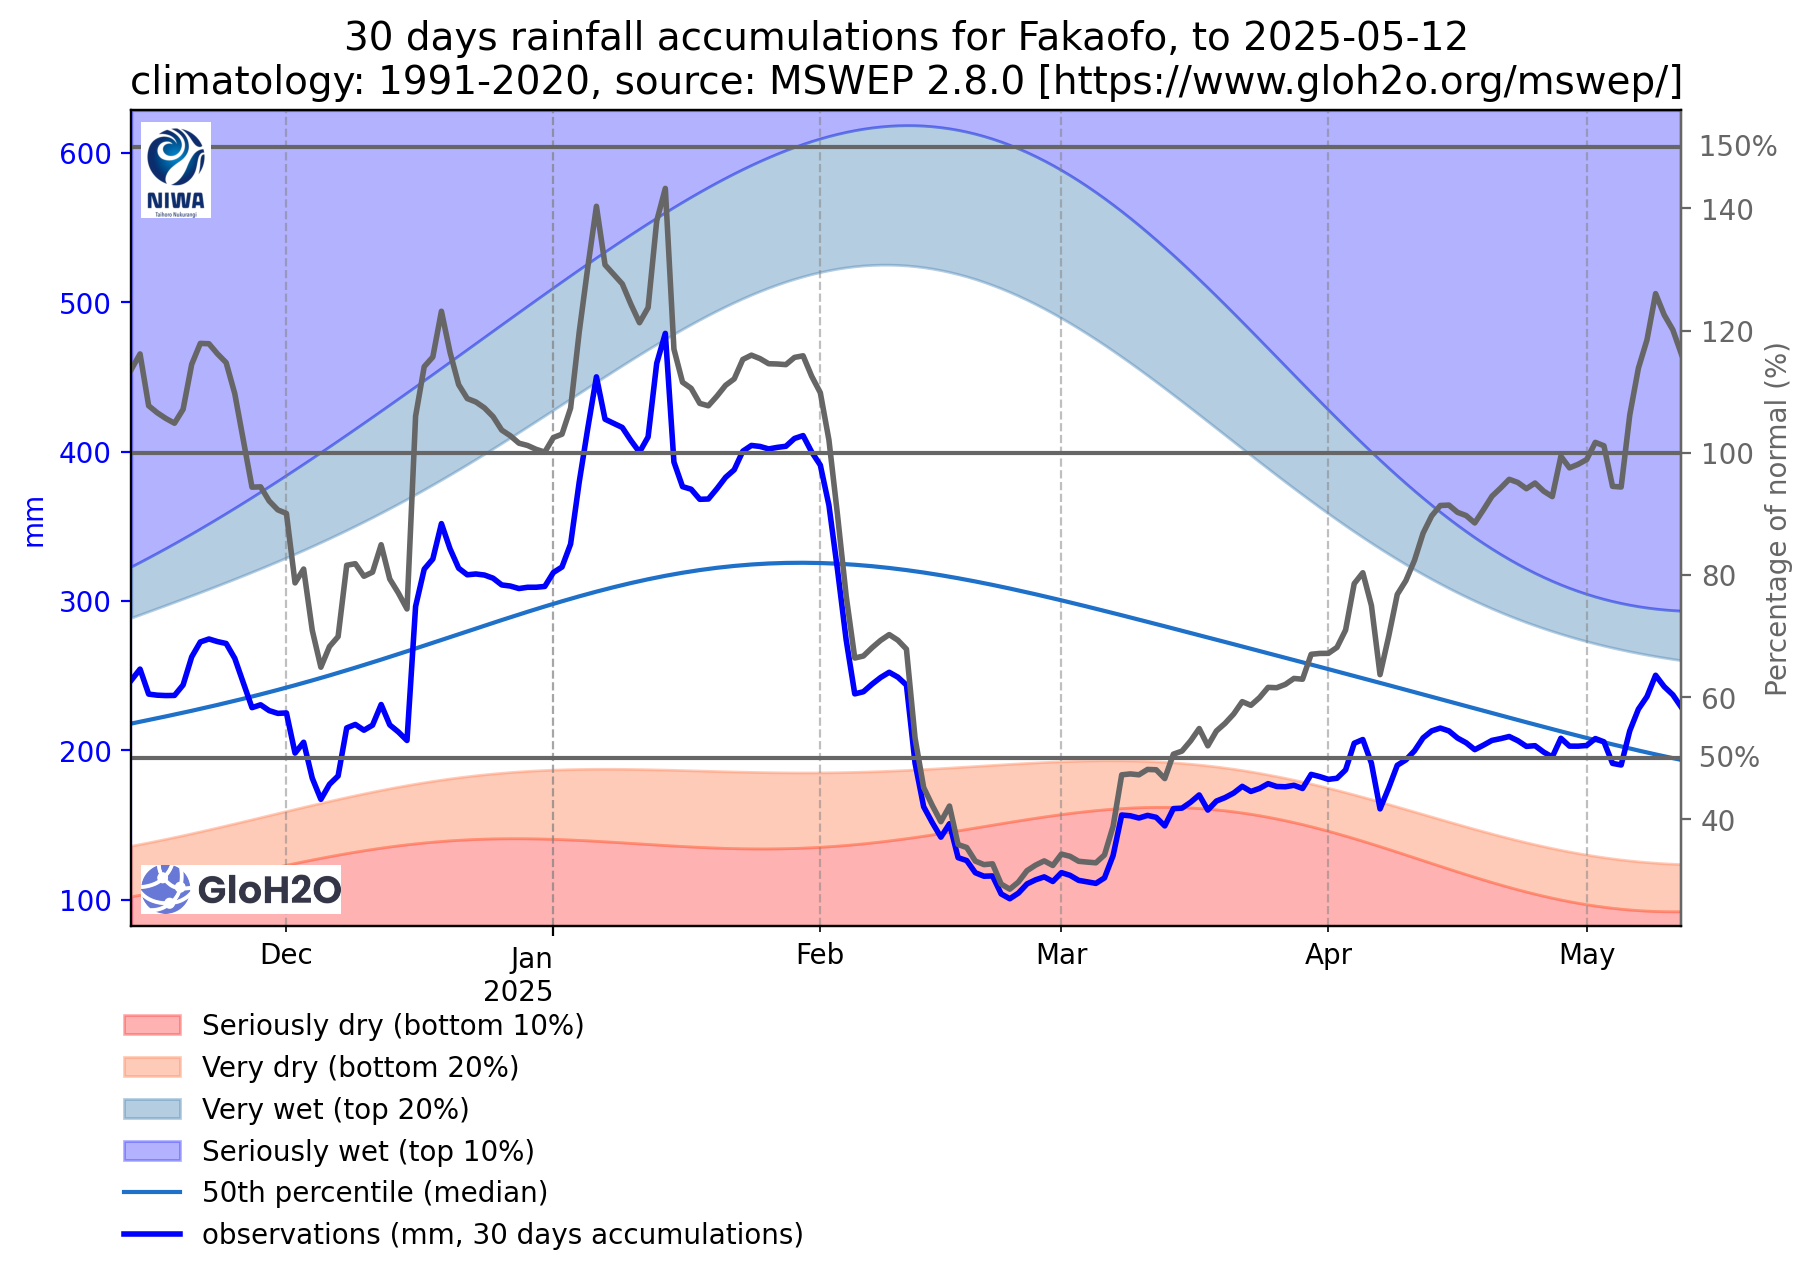 30 days rainfall accumulations for Fakaofo, to 2025-05-12
climatology: 1991-2020, source: MSWEP 2.8.0 [https://www.gloh2o.org/mswep/]
NIWA
Taihoro Nukurangi
600
500
400
300
200
100
mm
150%
140
120
100
80
60
50%
40
Percentage of normal (%)
GloH2O
Dec
Jan
2025
Feb
Mar
Apr
May
Seriously dry (bottom 10%)
Very dry (bottom 20%)
Very wet (top 20%)
Seriously wet (top 10%)
50th percentile (median)
observations (mm, 30 days accumulations)